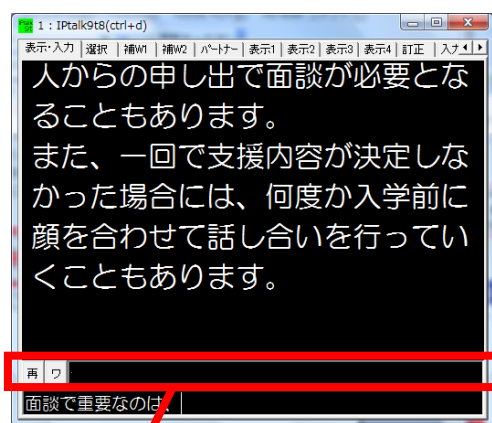 1 : IPtalk9t8(ctrl+d)
表示･入力 選択 補W1 補W2 ﾊﾟｰﾄﾅｰ 表示1 表示2 表示3 表示4 訂正 入ﾅ
人からの申し出で面談が必要とな
ることもあります。
また、一回で支援内容が決定しな
かった場合には、何度か入学前に
顔を合わせて話し合いを行ってい
くこともあります。
再 ワ
面談で重要なのは、